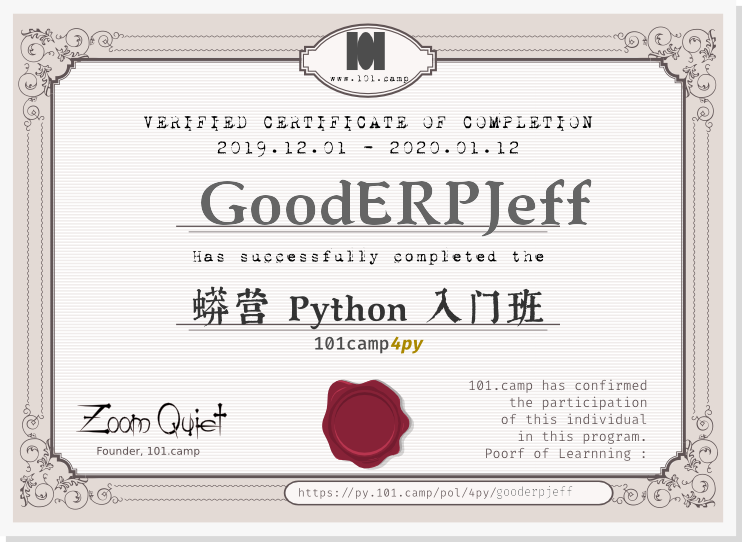 101
www.101.camp
VERIFIED CERTIFICATE OF COMPLETION
2019.12.01 - 2020.01.12
GoodERPJeff
Has successfully completed the
蟒营 Python 入门班
101camp4py
Zoom Quiet
Founder, 101.camp
101.camp has confirmed
the participation
of this individual
in this program.
Poorf of Learnning :
https://py.101.camp/pol/4py/gooderpjeff